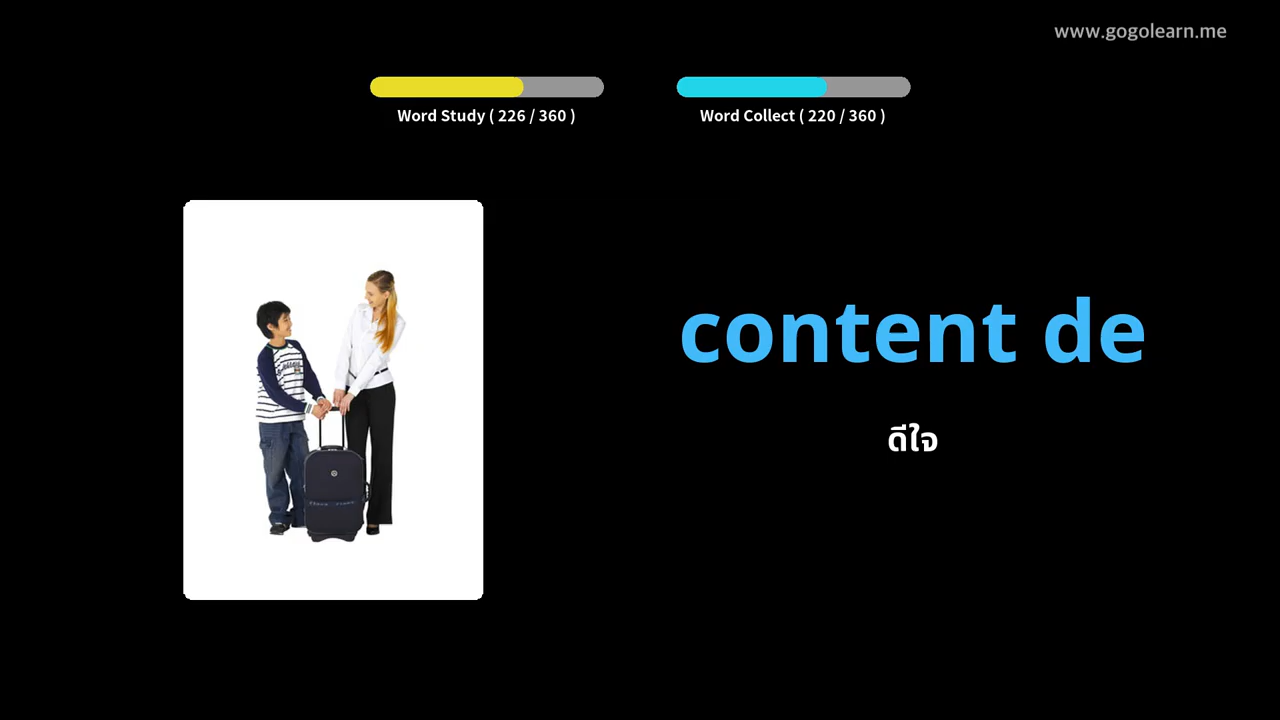 www.gogolearn.me
Word Study ( 226 / 360 )
Word Collect ( 220 / 360 )
content de
ดีใจ